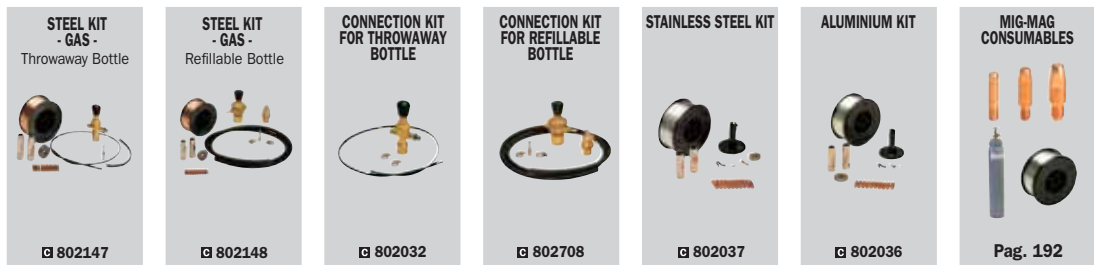 STEEL KIT
- GAS -
Throwaway Bottle
C 802147
STEEL KIT
- GAS -
Refillable Bottle
C 802148
CONNECTION KIT
FOR THROWAWAY
BOTTLE
C 802032
CONNECTION KIT
FOR REFILLABLE
BOTTLE
C 802708
STAINLESS STEEL KIT
C 802037
ALUMINIUM KIT
C 802036
MIG-MAG
CONSUMABLES
Pag. 192